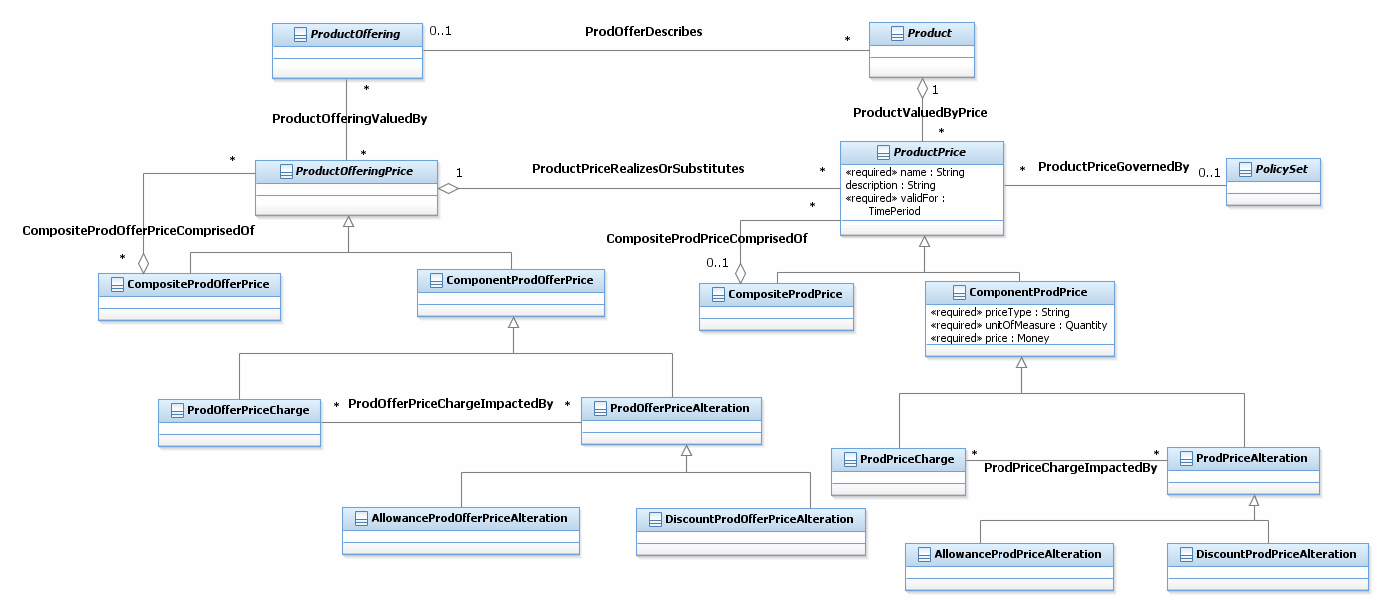 ProductOffering
0..1
ProdOfferDescribes
*
Product
*
ProductOfferingValuedBy
*
1
ProductValuedByPrice
*
*
ProductOfferingPrice
1
ProductPriceRealizesOrSubstitutes
*
ProductPrice
«required» name : String
description : String
«required» validFor :
TimePeriod
*
ProductPriceGovernedBy
0..1
PolicySet
CompositeProdOfferPriceComprisedOf
*
*
CompositeProdPriceComprisedOf
0..1
CompositeProdOfferPrice
ComponentProdOfferPrice
CompositeProdPrice
ComponentProdPrice
«required» priceType : String
«required» unitOfMeasure : Quantity
«required» price : Money
ProdOfferPriceCharge
*
ProdOfferPriceChargeImpactedBy
*
ProdOfferPriceAlteration
ProdPriceCharge
*
ProdPriceChargeImpactedBy
*
ProdPriceAlteration
AllowanceProdOfferPriceAlteration
DiscountProdOfferPriceAlteration
AllowanceProdPriceAlteration
DiscountProdPriceAlteration